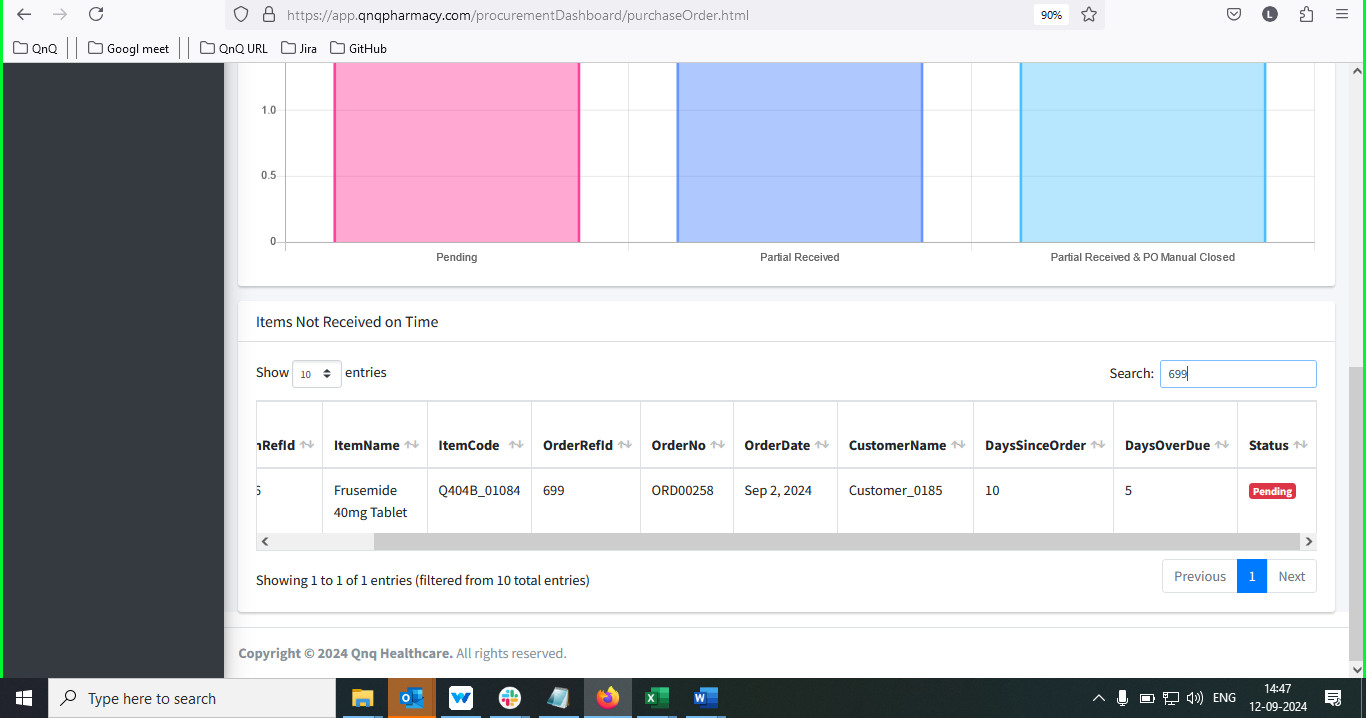 https://app.qnqpharmacy.com/procurementDashboard/purchaseOrder.html
90%
L
QnQ
Googl meet
QnQ URL
Jira
GitHub
1.0
0.5
0
Pending
Partial Received
Partial Received & PO Manual Closed
Items Not Received on Time
Show 10 entries
Search: 699
nRefId ItemName ItemCode OrderRefId OrderNo OrderDate CustomerName DaysSinceOrder DaysOverDue Status
Frusemide 40mg Tablet Q404B_01084 699 ORD00258 Sep 2, 2024 Customer_0185 10 5 Pending
Showing 1 to 1 of 1 entries (filtered from 10 total entries)
Previous 1 Next
Copyright © 2024 Qnq Healthcare. All rights reserved.
Type here to search
ENG
14:47
12-09-2024